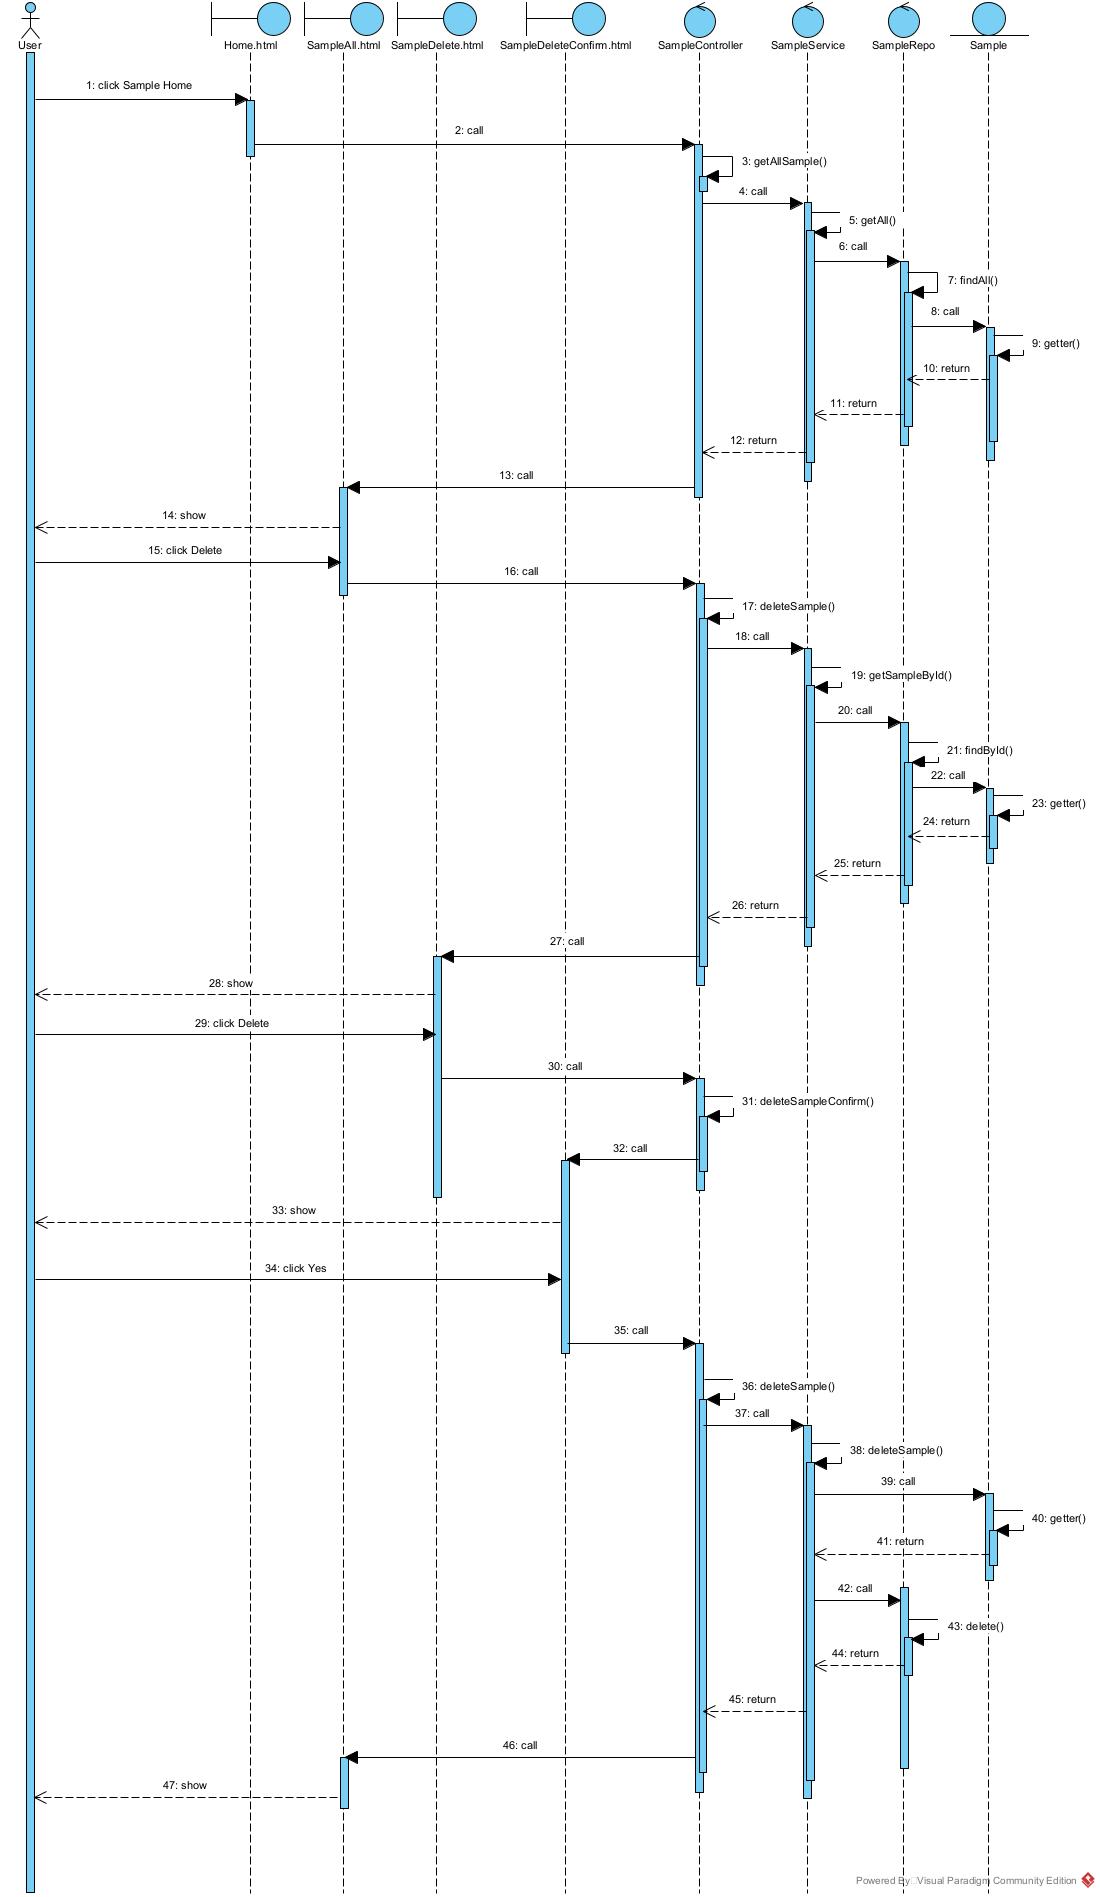 User
Home.html
SampleAll.html
SampleDelete.html
SampleDeleteConfirm.html
SampleController
SampleService
SampleRepo
Sample
1: click Sample Home
2: call
3: getAllSample()
4: call
5: getAll()
6: call
7: findAll()
8: call
9: getter()
10: return
11: return
12: return
13: call
14: show
15: click Delete
16: call
17: deleteSample()
18: call
19: getSampleById()
20: call
21: findById()
22: call
23: getter()
24: return
25: return
26: return
27: call
28: show
29: click Delete
30: call
31: deleteSampleConfirm()
32: call
33: show
34: click Yes
35: call
36: deleteSample()
37: call
38: deleteSample()
39: call
40: getter()
41: return
42: call
43: delete()
44: return
45: return
46: call
47: show
Powered By Visual Paradigm Community Edition